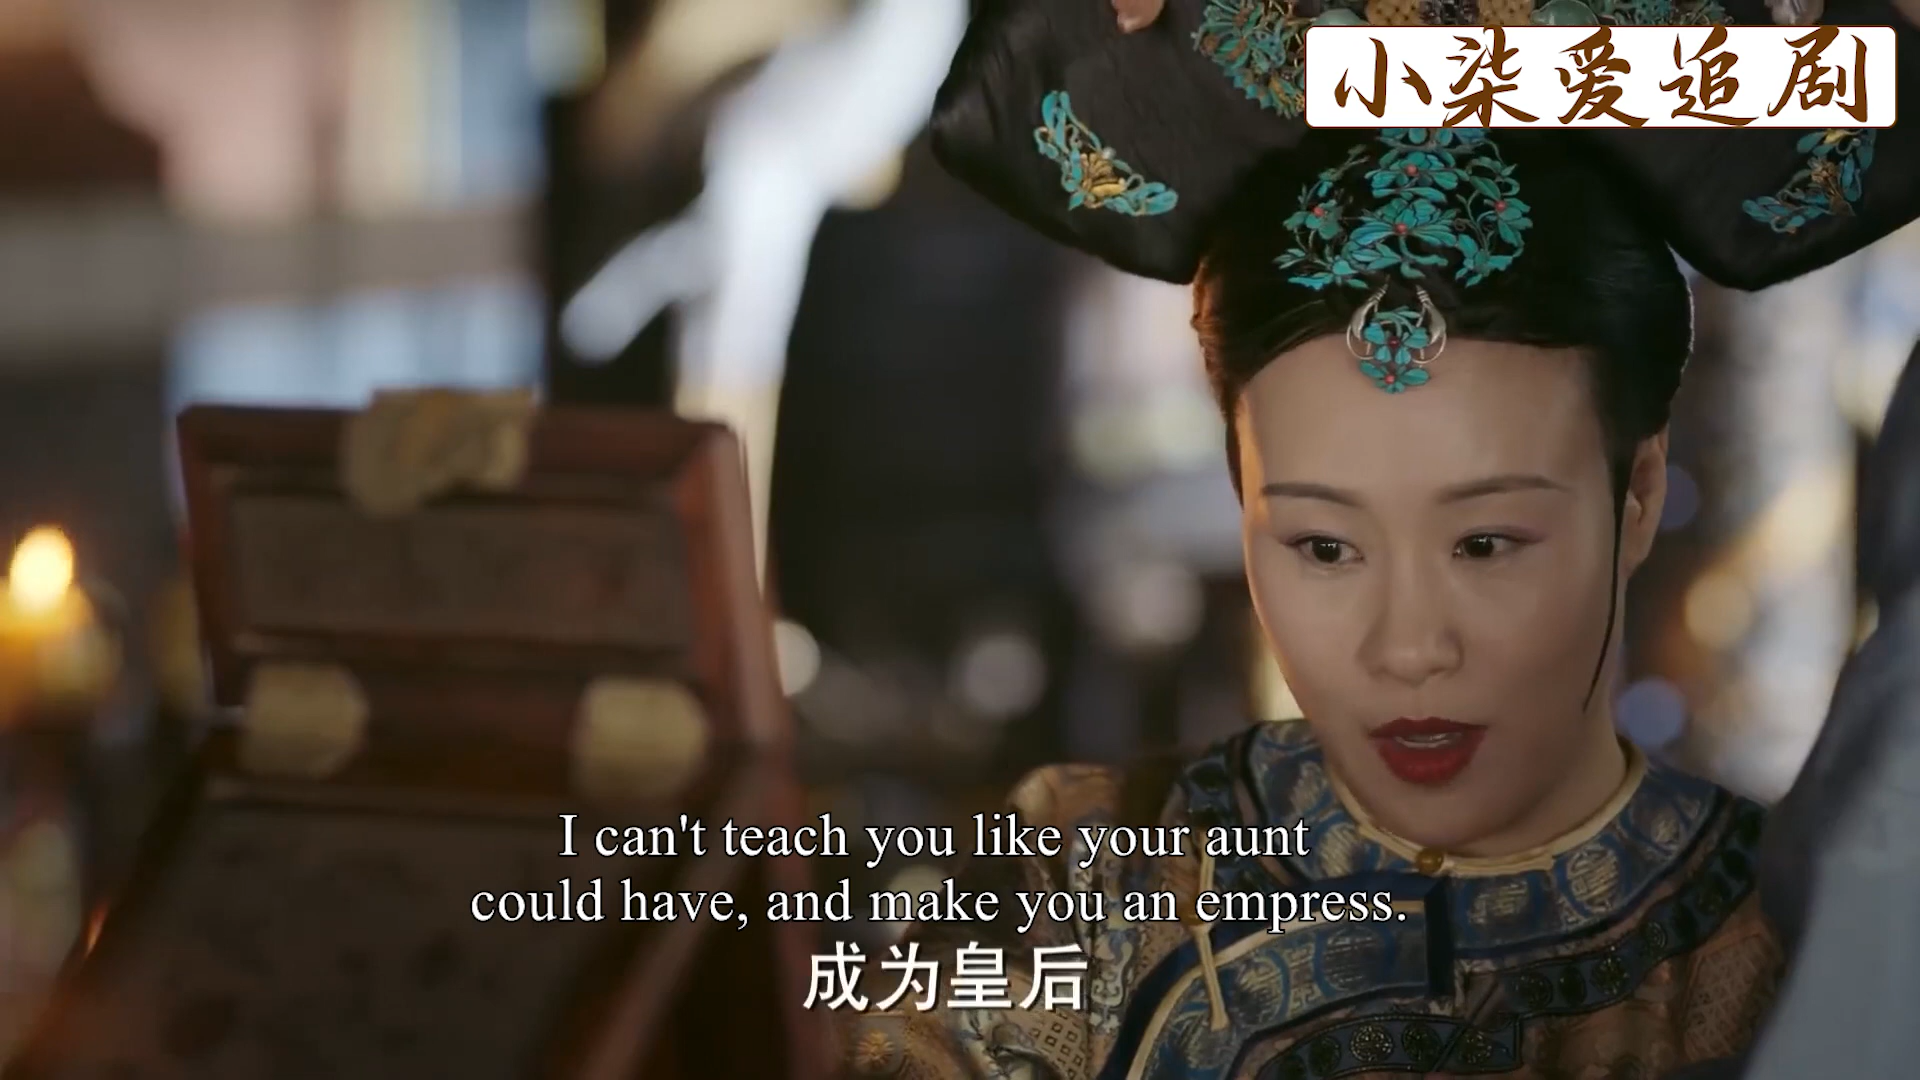 小柒爱追剧
I can't teach you like your aunt
could have, and make you an empress.
成为皇后